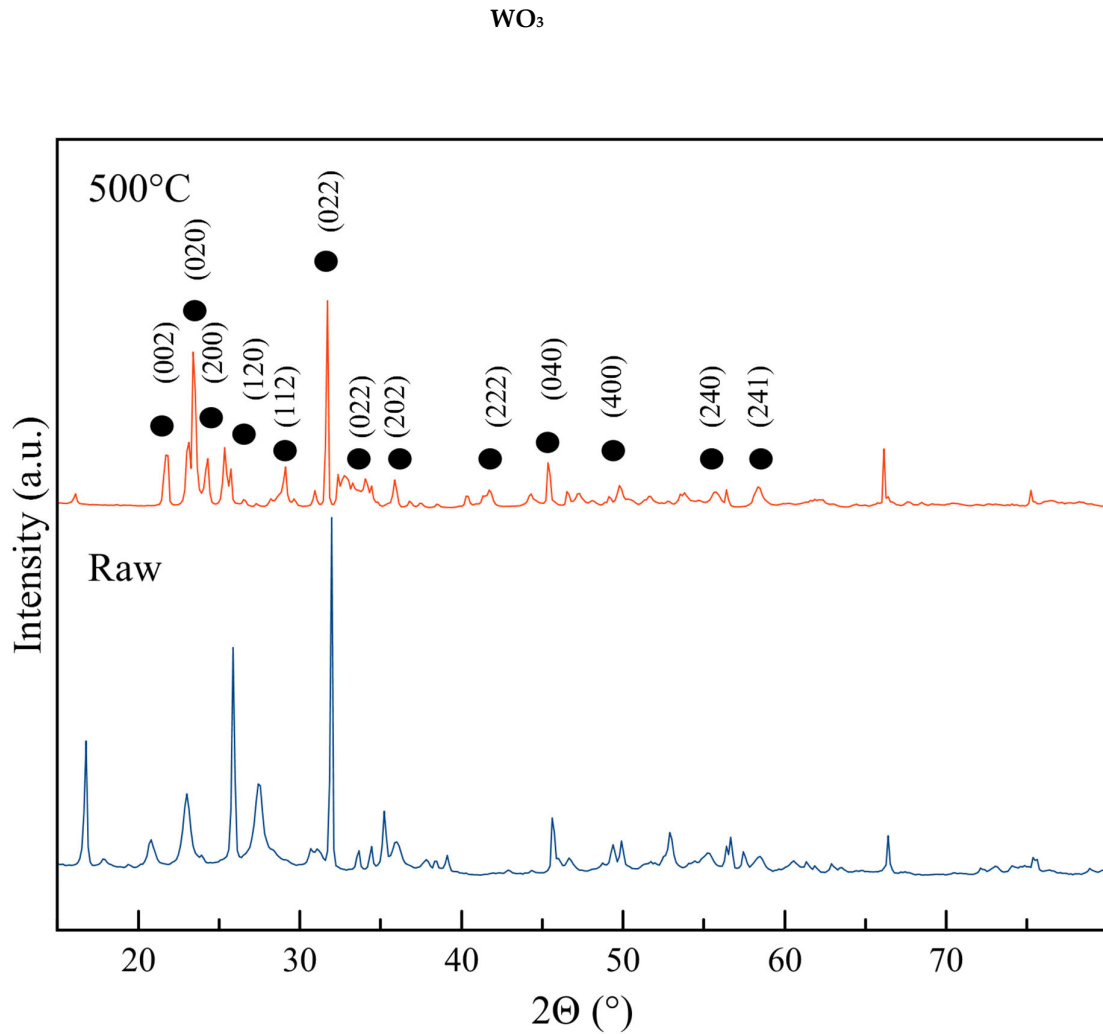 WO₃
500°C
(002)
(020)
(200)
(120)
(112)
(022)
(022)
(202)
(222)
(040)
(400)
(240)
(241)
Raw
Intensity (a.u.)
20 30 40 50 60 70
2Θ (°)